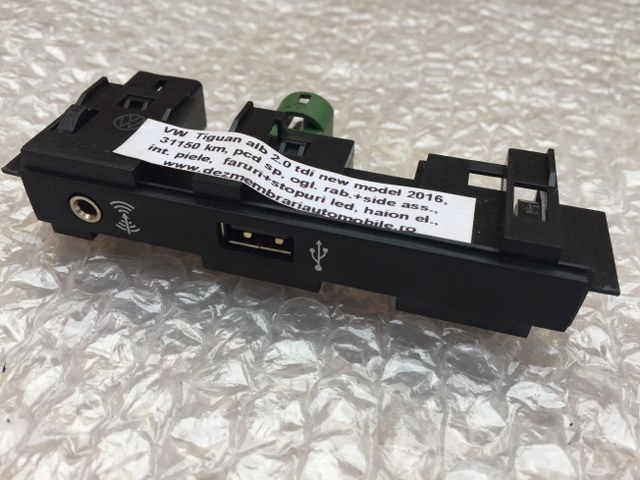 VW Tiguan alb 2.0 tdi new model 2016,
31150 km, pcd sp, ogl. rab.+side ass.,
int. piele, faruri+stopuri led, haion el.,
www.dezmembrariautomobile.ro